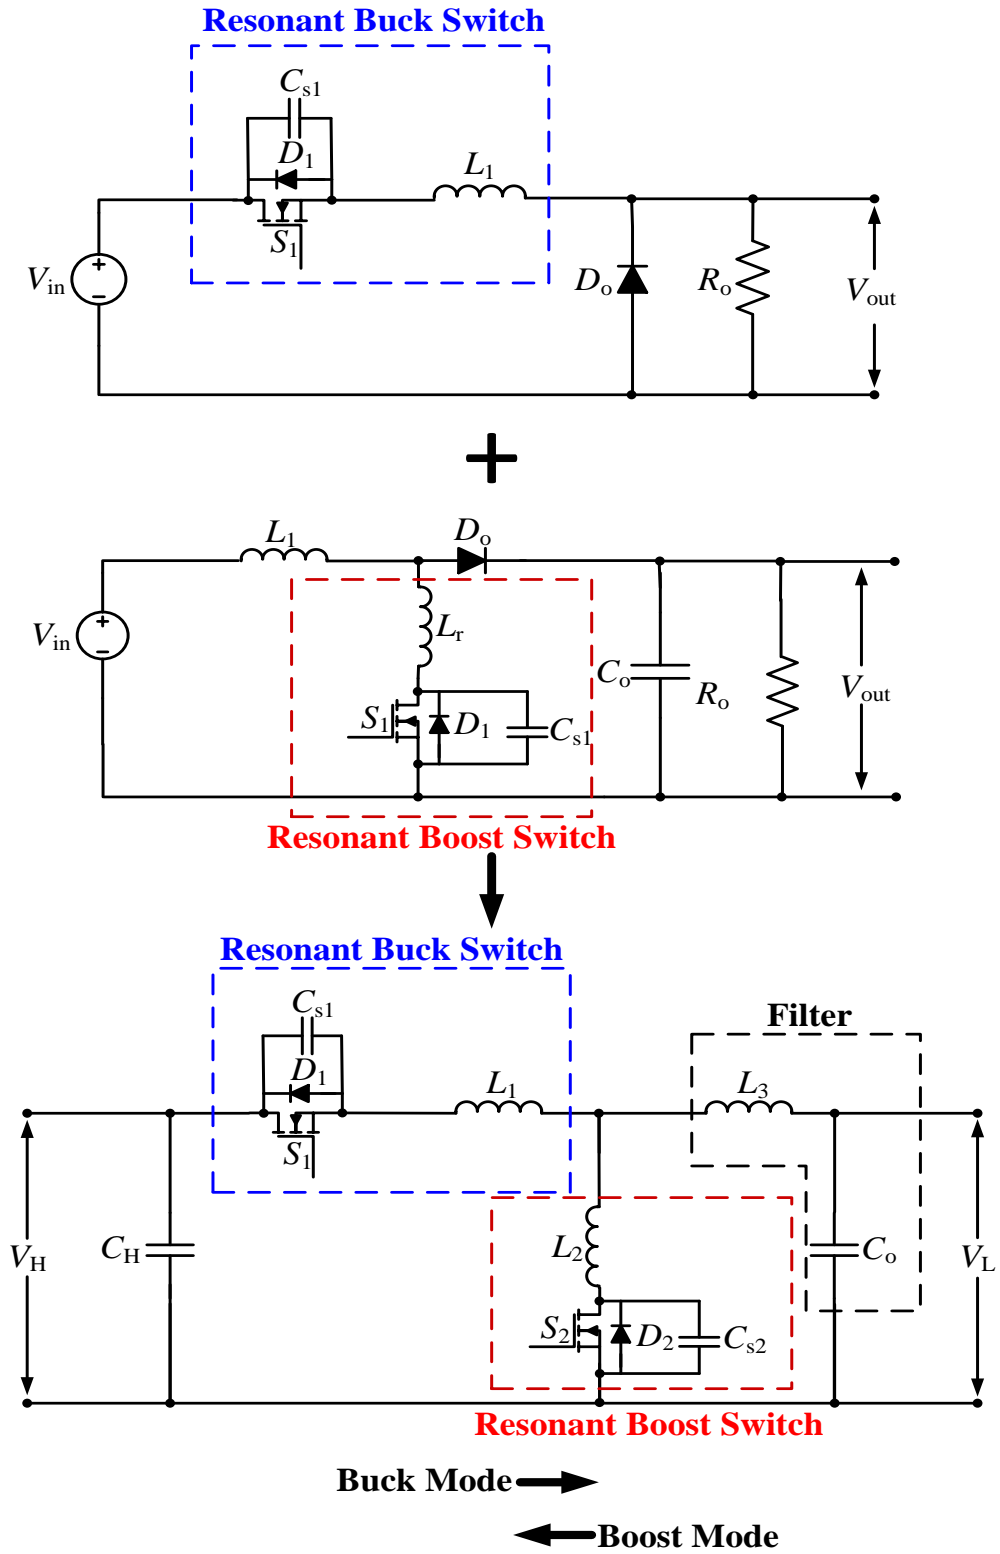 Resonant Buck Switch
Cs1
D1
L1
S1
Vin
+
−
Do
Ro
Vout
+
L1
Do
Vin
+
−
Lr
S1
D1
Cs1
Co
Ro
Vout
Resonant Boost Switch
Resonant Buck Switch
Cs1
D1
L1
S1
Filter
L3
VH
CH
L2
Co
VL
S2
D2
Cs2
Resonant Boost Switch
Buck Mode
Boost Mode